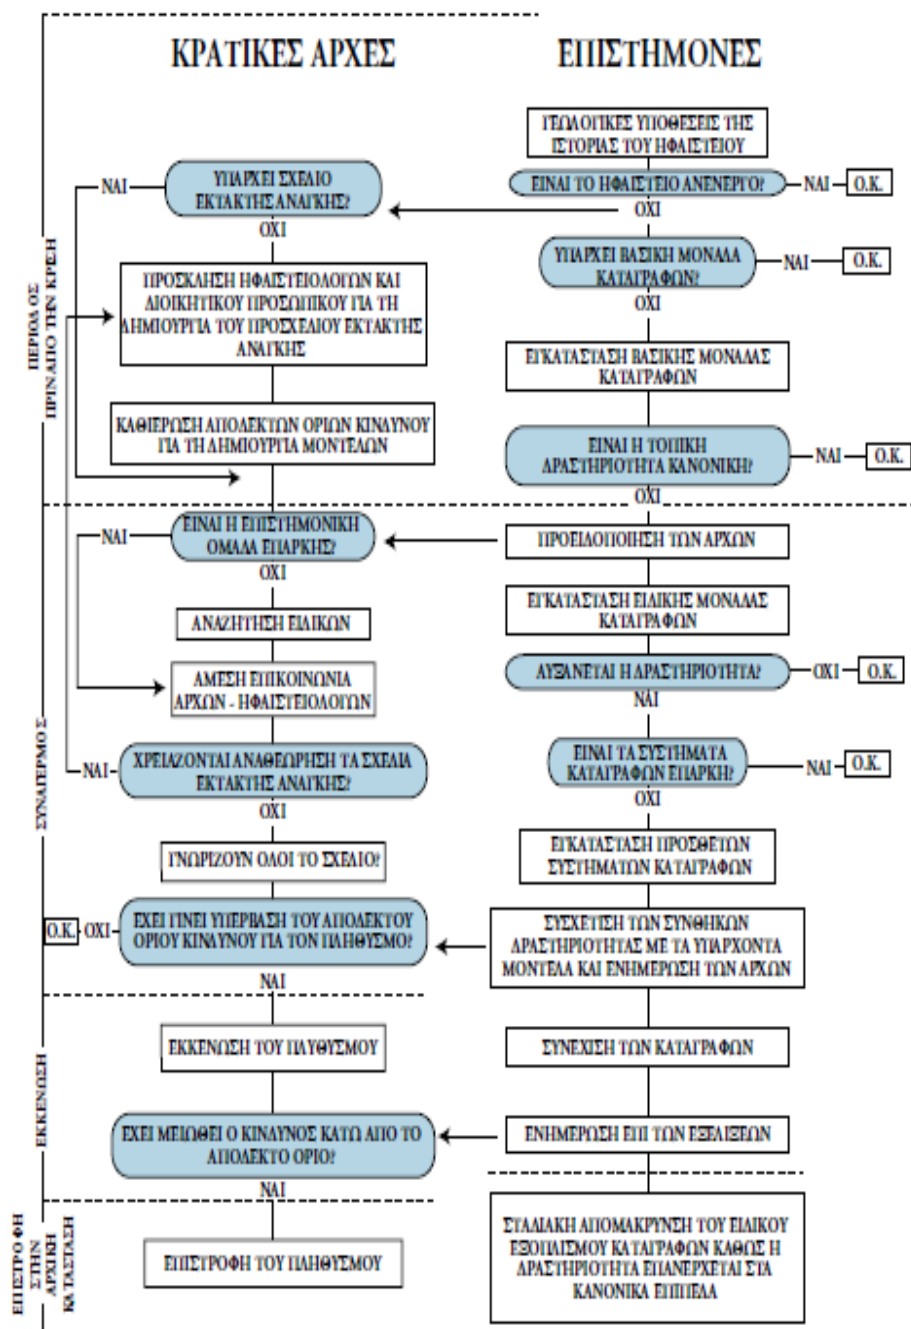 ΚΡΑΤΙΚΕΣ ΑΡΧΕΣ
ΕΠΙΣΤΗΜΟΝΕΣ
ΠΕΡΙΟΔΟΣ
ΠΡΙΝ ΑΠΟ ΤΗΝ ΚΡΙΣΗ
ΓΕΩΛΟΓΙΚΕΣ ΥΠΟΘΕΣΕΙΣ ΤΗΣ
ΙΣΤΟΡΙΑΣ ΤΟΥ ΗΦΑΙΣΤΕΙΟΥ
ΝΑΙ
ΥΠΑΡΧΕΙ ΣΧΕΔΙΟ
ΕΚΤΑΚΤΗΣ ΑΝΑΓΚΗΣ?
ΟΧΙ
ΕΙΝΑΙ ΤΟ ΗΦΑΙΣΤΕΙΟ ΑΝΕΝΕΡΓΟ?
ΝΑΙ
Ο.Κ.
ΟΧΙ
ΥΠΑΡΧΕΙ ΒΑΣΙΚΗ ΜΟΝΑΔΑ
ΚΑΤΑΓΡΑΦΩΝ?
ΝΑΙ
Ο.Κ.
ΟΧΙ
ΠΡΟΣΚΛΗΣΗ ΗΦΑΙΣΤΕΙΟΛΟΓΩΝ ΚΑΙ
ΔΙΟΙΚΗΤΙΚΟΥ ΠΡΟΣΩΠΙΚΟΥ ΓΙΑ ΤΗ
ΔΗΜΙΟΥΡΓΙΑ ΤΟΥ ΠΡΟΣΧΕΔΙΟΥ ΕΚΤΑΚΤΗΣ
ΑΝΑΓΚΗΣ
ΕΓΚΑΤΑΣΤΑΣΗ ΒΑΣΙΚΗΣ ΜΟΝΑΔΑΣ
ΚΑΤΑΓΡΑΦΩΝ
ΚΑΘΙΕΡΩΣΗ ΑΠΟΔΕΚΤΩΝ ΟΡΙΩΝ ΚΙΝΔΥΝΟΥ
ΓΙΑ ΤΗ ΔΗΜΙΟΥΡΓΙΑ ΜΟΝΤΕΛΩΝ
ΕΙΝΑΙ Η ΤΟΠΙΚΗ
ΔΡΑΣΤΗΡΙΟΤΗΤΑ ΚΑΝΟΝΙΚΗ?
ΝΑΙ
Ο.Κ.
ΟΧΙ
ΣΥΝΑΓΕΡΜΟΣ
ΝΑΙ
ΕΙΝΑΙ Η ΕΠΙΣΤΗΜΟΝΙΚΗ
ΟΜΑΔΑ ΕΠΑΡΚΗΣ?
ΟΧΙ
ΠΡΟΕΙΔΟΠΟΙΗΣΗ ΤΩΝ ΑΡΧΩΝ
ΕΓΚΑΤΑΣΤΑΣΗ ΕΙΔΙΚΗΣ ΜΟΝΑΔΑΣ
ΚΑΤΑΓΡΑΦΩΝ
ΑΝΑΖΗΤΗΣΗ ΕΙΔΙΚΩΝ
ΑΜΕΣΗ ΕΠΙΚΟΙΝΩΝΙΑ
ΑΡΧΩΝ - ΗΦΑΙΣΤΕΙΟΛΟΓΩΝ
ΑΥΞΑΝΕΤΑΙ Η ΔΡΑΣΤΗΡΙΟΤΗΤΑ?
ΟΧΙ
Ο.Κ.
ΝΑΙ
ΝΑΙ
ΧΡΕΙΑΖΟΝΤΑΙ ΑΝΑΘΕΩΡΗΣΗ ΤΑ ΣΧΕΔΙΑ
ΕΚΤΑΚΤΗΣ ΑΝΑΓΚΗΣ?
ΟΧΙ
ΕΙΝΑΙ ΤΑ ΣΥΣΤΗΜΑΤΑ
ΚΑΤΑΓΡΑΦΩΝ ΕΠΑΡΚΗ?
ΝΑΙ
Ο.Κ.
ΟΧΙ
ΓΝΩΡΙΖΟΥΝ ΟΛΟΙ ΤΟ ΣΧΕΔΙΟ?
ΕΓΚΑΤΑΣΤΑΣΗ ΠΡΟΣΘΕΤΩΝ
ΣΥΣΤΗΜΑΤΩΝ ΚΑΤΑΓΡΑΦΩΝ
Ο.Κ.
ΟΧΙ
ΕΧΕΙ ΓΙΝΕΙ ΥΠΕΡΒΑΣΗ ΤΟΥ ΑΠΟΔΕΚΤΟΥ
ΟΡΙΟΥ ΚΙΝΔΥΝΟΥ ΓΙΑ ΤΟΝ ΠΛΗΘΥΣΜΟ?
ΝΑΙ
ΣΥΣΧΕΤΙΣΗ ΤΩΝ ΣΥΝΘΗΚΩΝ
ΔΡΑΣΤΗΡΙΟΤΗΤΑΣ ΜΕ ΤΑ ΥΠΑΡΧΟΝΤΑ
ΜΟΝΤΕΛΑ ΚΑΙ ΕΝΗΜΕΡΩΣΗ ΤΩΝ ΑΡΧΩΝ
ΕΚΚΕΝΩΣΗ
ΕΚΚΕΝΩΣΗ ΤΟΥ ΠΛΥΘΥΣΜΟΥ
ΣΥΝΕΧΙΣΗ ΤΩΝ ΚΑΤΑΓΡΑΦΩΝ
ΕΧΕΙ ΜΕΙΩΘΕΙ Ο ΚΙΝΔΥΝΟΣ ΚΑΤΩ ΑΠΟ ΤΟ
ΑΠΟΔΕΚΤΟ ΟΡΙΟ?
ΝΑΙ
ΕΝΗΜΕΡΩΣΗ ΕΠΙ ΤΩΝ ΕΞΕΛΙΞΕΩΝ
ΕΠΙΣΤΡΟΦΗ
ΣΤΗΝ
ΑΡΧΙΚΗ
ΚΑΤΑΣΤΑΣΗ
ΕΠΙΣΤΡΟΦΗ ΤΟΥ ΠΛΗΘΥΣΜΟΥ
ΣΤΑΔΙΑΚΗ ΑΠΟΜΑΚΡΥΝΣΗ ΤΟΥ ΕΙΔΙΚΟΥ
ΕΞΟΠΛΙΣΜΟΥ ΚΑΤΑΓΡΑΦΩΝ ΚΑΘΩΣ Η
ΔΡΑΣΤΗΡΙΟΤΗΤΑ ΕΠΑΝΕΡΧΕΤΑΙ ΣΤΑ
ΚΑΝΟΝΙΚΑ ΕΠΙΠΕΔΑ